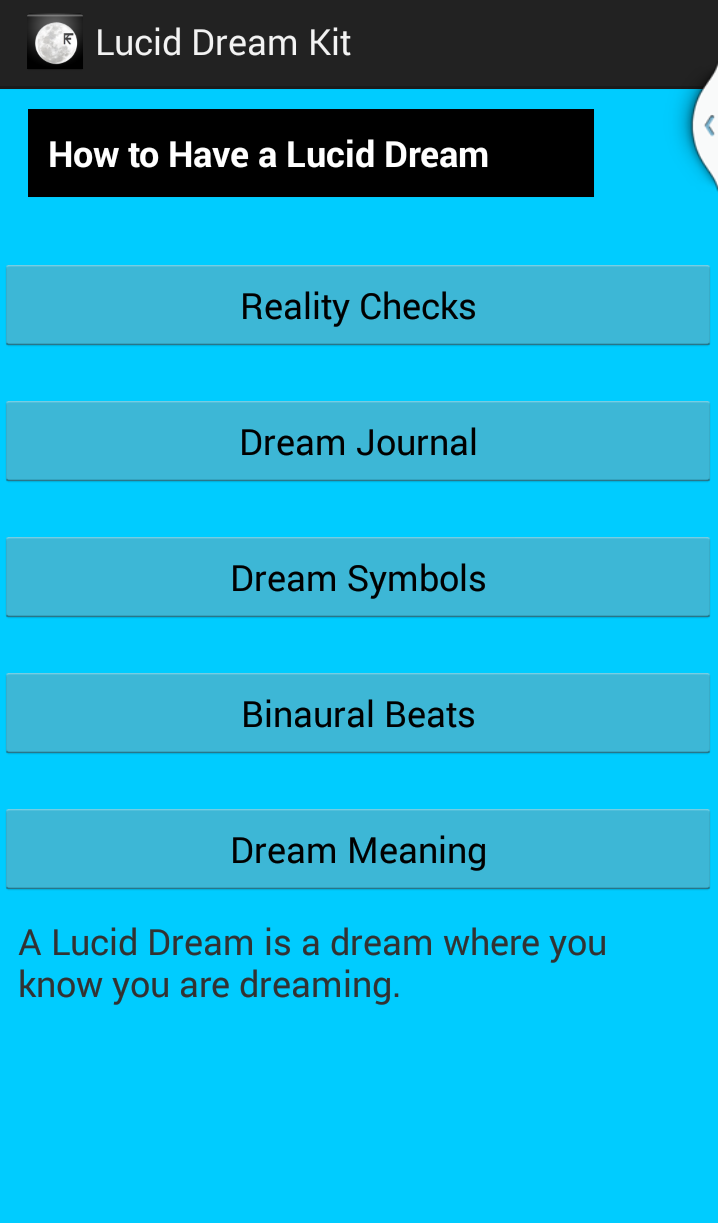 Lucid Dream Kit
How to Have a Lucid Dream
Reality Checks
Dream Journal
Dream Symbols
Binaural Beats
Dream Meaning
A Lucid Dream is a dream where you
know you are dreaming.